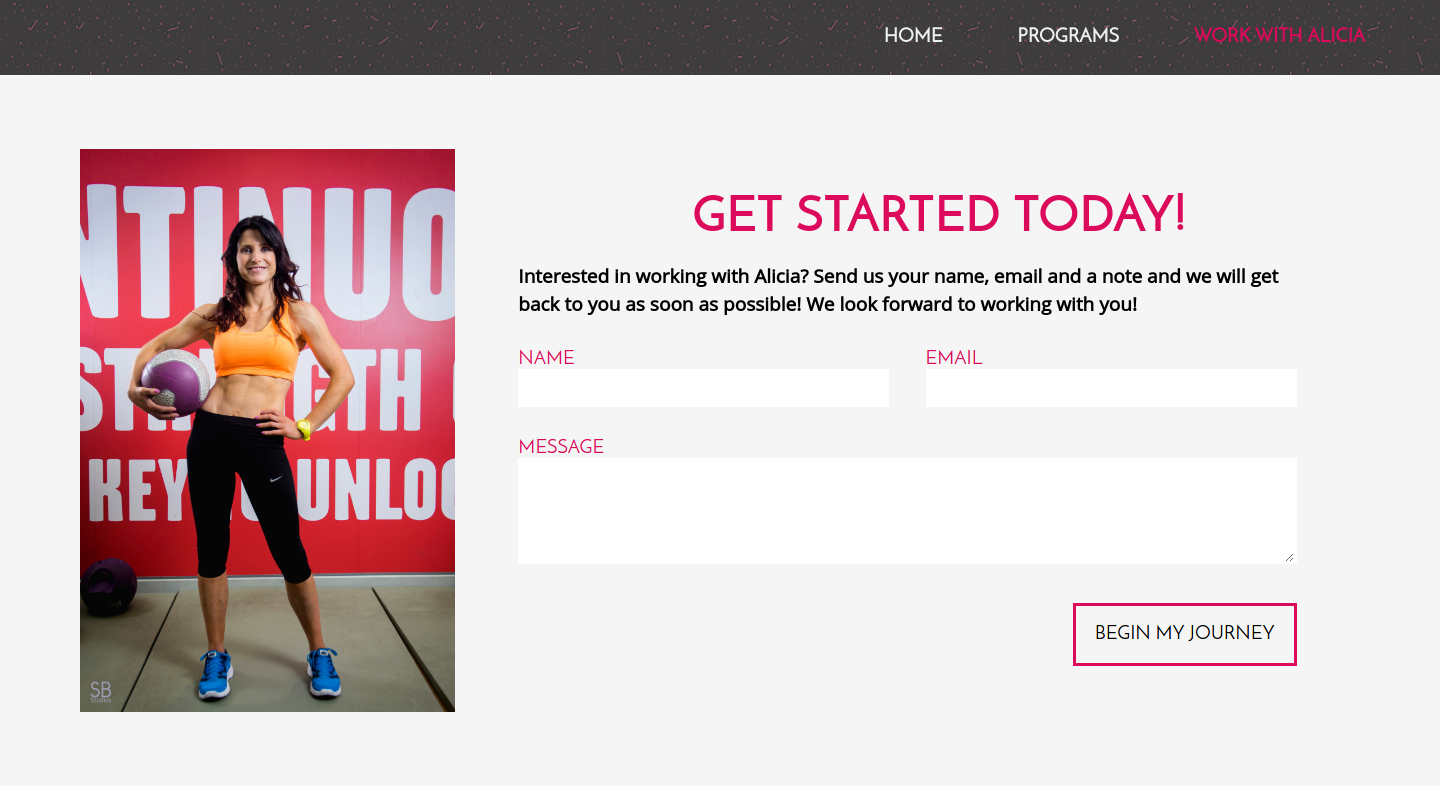 HOME PROGRAMS WORK WITH ALICIA
NTINUO
STRENGTH
KEY TO UNLOC
SB
Studios
GET STARTED TODAY!
Interested in working with Alicia? Send us your name, email and a note and we will get
back to you as soon as possible! We look forward to working with you!
NAME EMAIL
MESSAGE
BEGIN MY JOURNEY